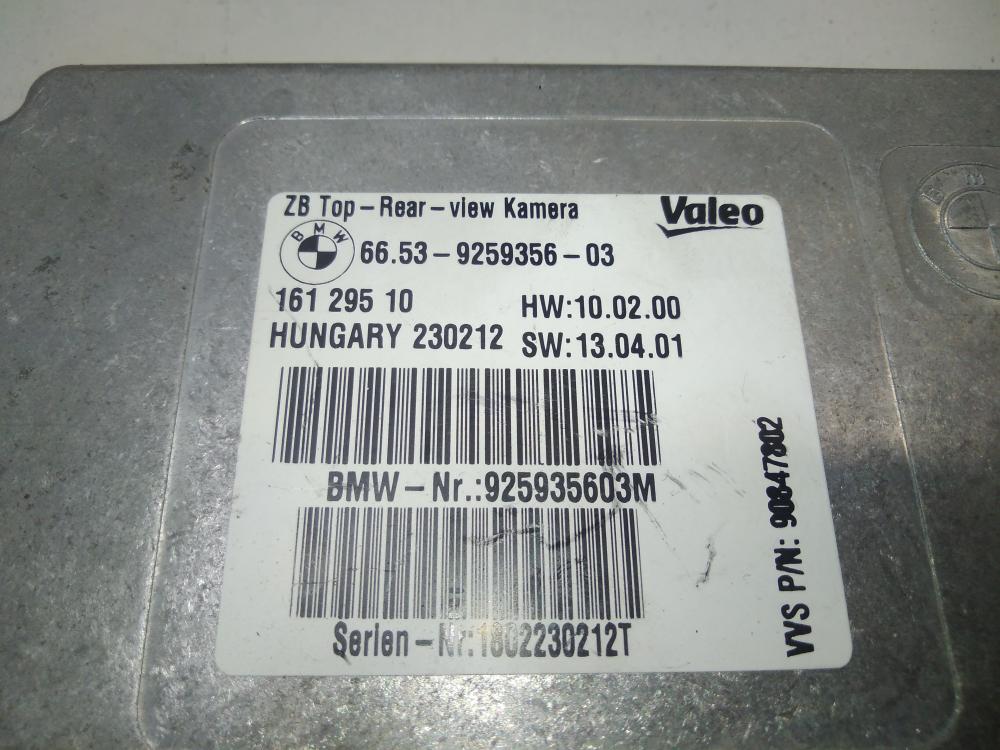 ZB Top-Rear-view Kamera
Valeo
BMW
66.53-9259356-03
161 295 10
HW:10.02.00
HUNGARY 230212
SW:13.04.01
BMW-Nr.:925935603M
Serien-Nr:1802230212T
VVS P/N: 90847802
BM